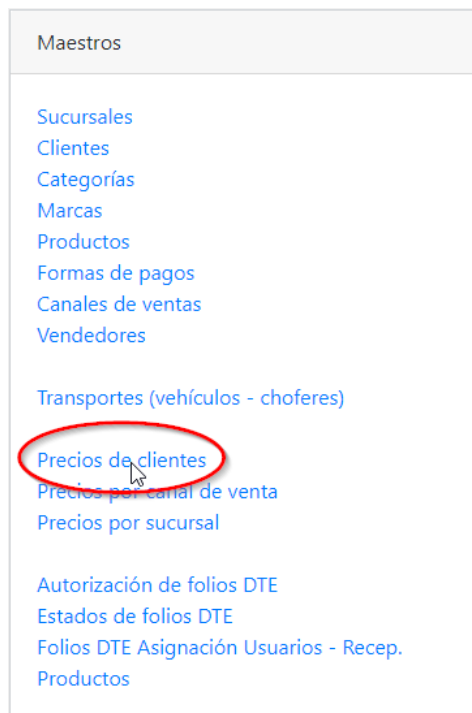 Maestros
Sucursales
Clientes
Categorías
Marcas
Productos
Formas de pagos
Canales de ventas
Vendedores
Transportes (vehículos - choferes)
Precios de clientes
Precios por canal de venta
Precios por sucursal
Autorización de folios DTE
Estados de folios DTE
Folios DTE Asignación Usuarios - Recep.
Productos